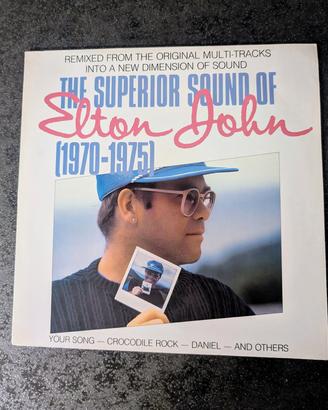 REMIXED FROM THE ORIGINAL MULTI-TRACKS
INTO A NEW DIMENSION OF SOUND
THE SUPERIOR SOUND OF
Elton John
(1970-1975)
YOUR SONG — CROCODILE ROCK — DANIEL — AND OTHERS